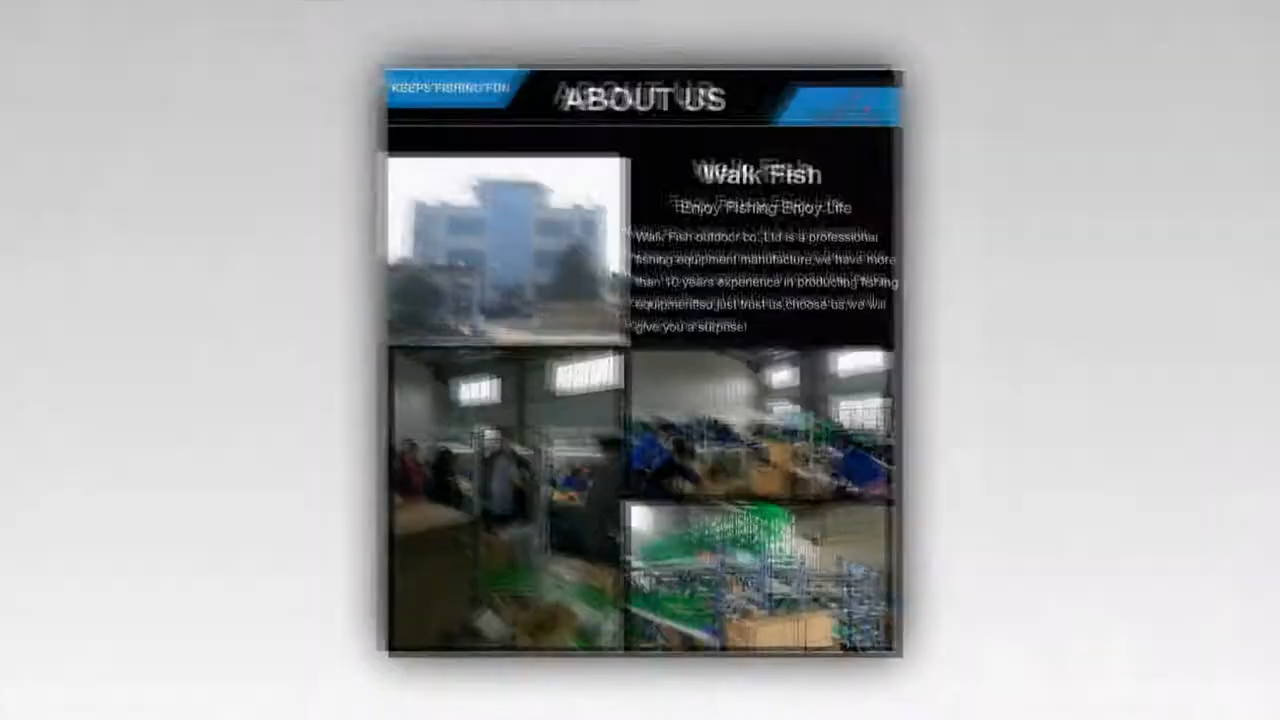 KEEPS FISHING FUN
ABOUT US
Walk Fish
Enjoy Fishing Enjoy Life
Walk Fish outdoor co.,Ltd is a professional
fishing equipment manufacture,we have more
than 10 years experience in producting fishing
equipment!so,just trust us,choose us,we will
give you a surprise!